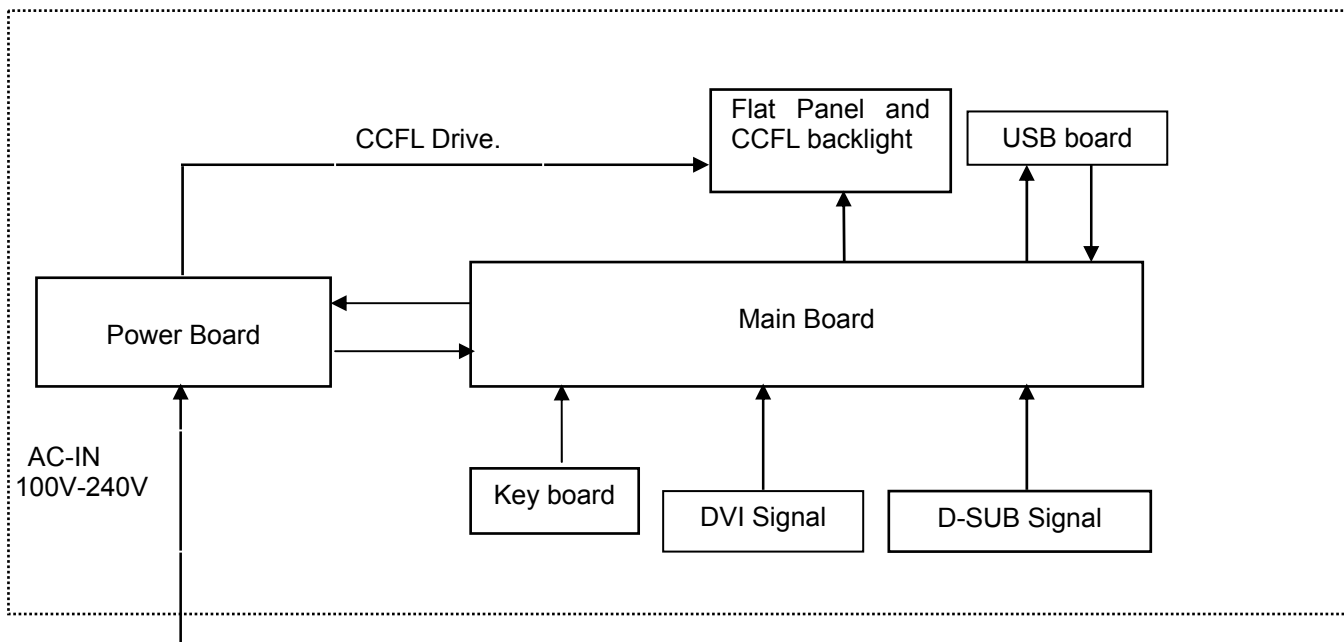 Flat Panel and
CCFL backlight
CCFL Drive.
USB board
Power Board
Main Board
AC-IN
100V-240V
Key board
DVI Signal
D-SUB Signal